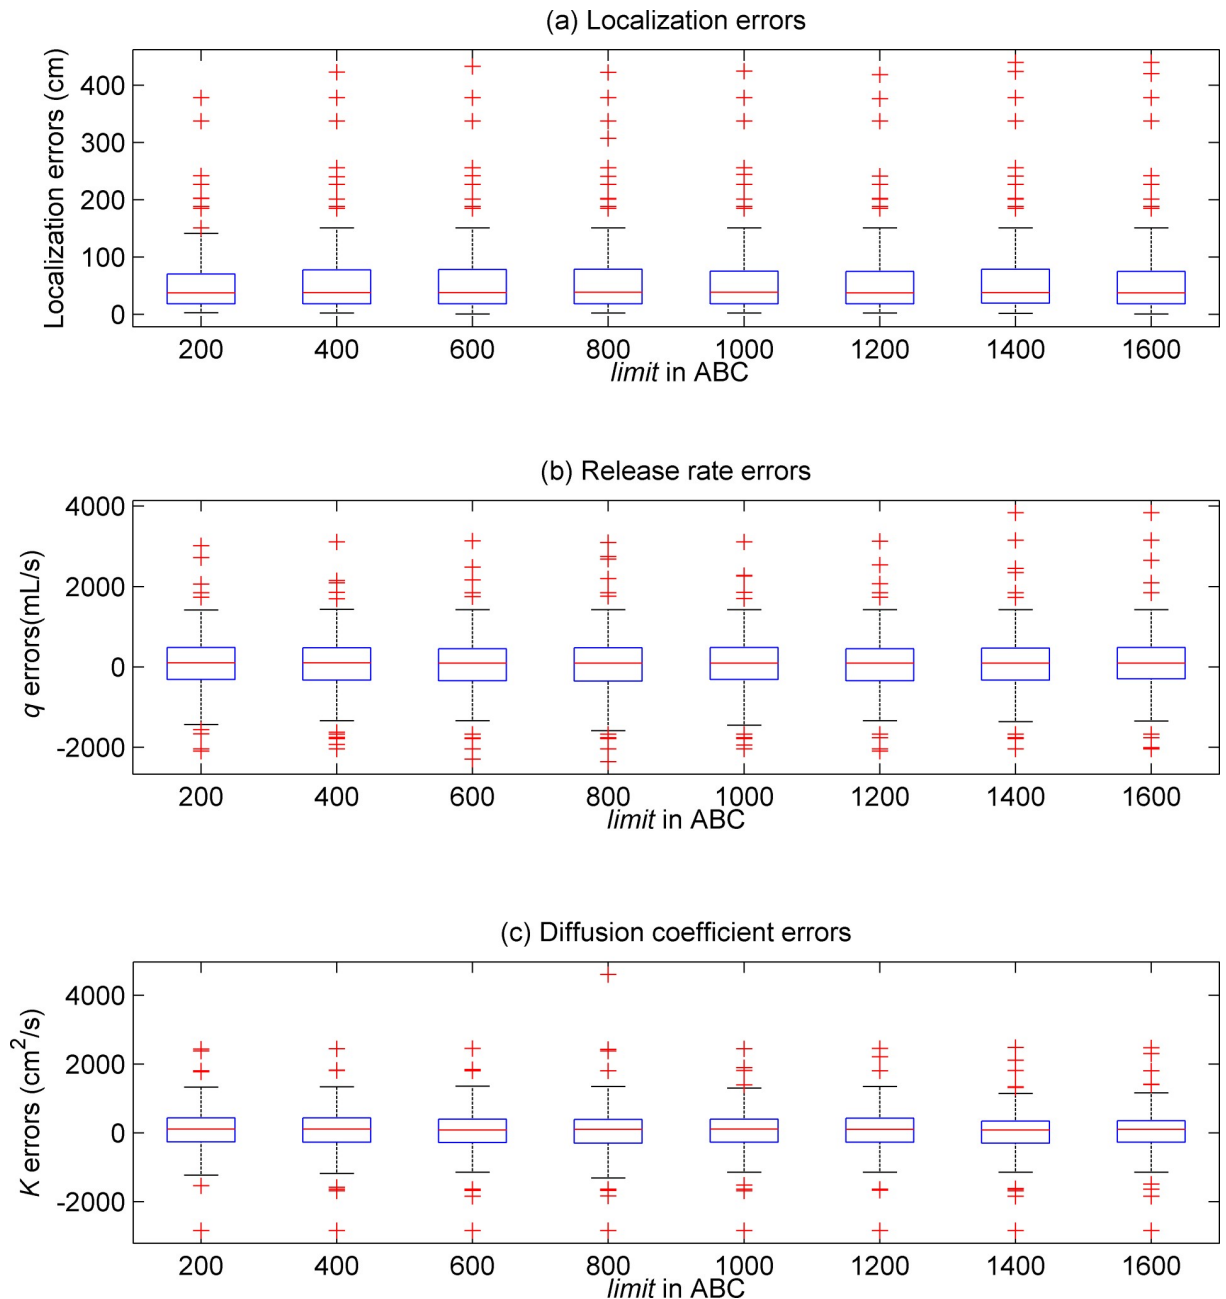 (a) Localization errors
Localization errors (cm)
400
300
200
100
0
200 400 600 800 1000 1200 1400 1600
limit in ABC
(b) Release rate errors
q errors(mL/s)
4000
2000
0
-2000
200 400 600 800 1000 1200 1400 1600
limit in ABC
(c) Diffusion coefficient errors
K errors (cm²/s)
4000
2000
0
-2000
200 400 600 800 1000 1200 1400 1600
limit in ABC